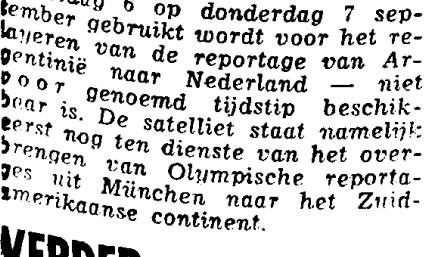 6 op donderdag 7 sep-
tember gebruikt wordt voor het re-
layeren van de reportage van Ar-
gentinië naar Nederland — niet
voor genoemd tijdstip beschik-
baar is. De satelliet staat namelijk
eerst nog ten dienste van het over-
brengen van Olympische reporta-
ges uit München naar het Zuid-
amerikaanse continent.
VERDER